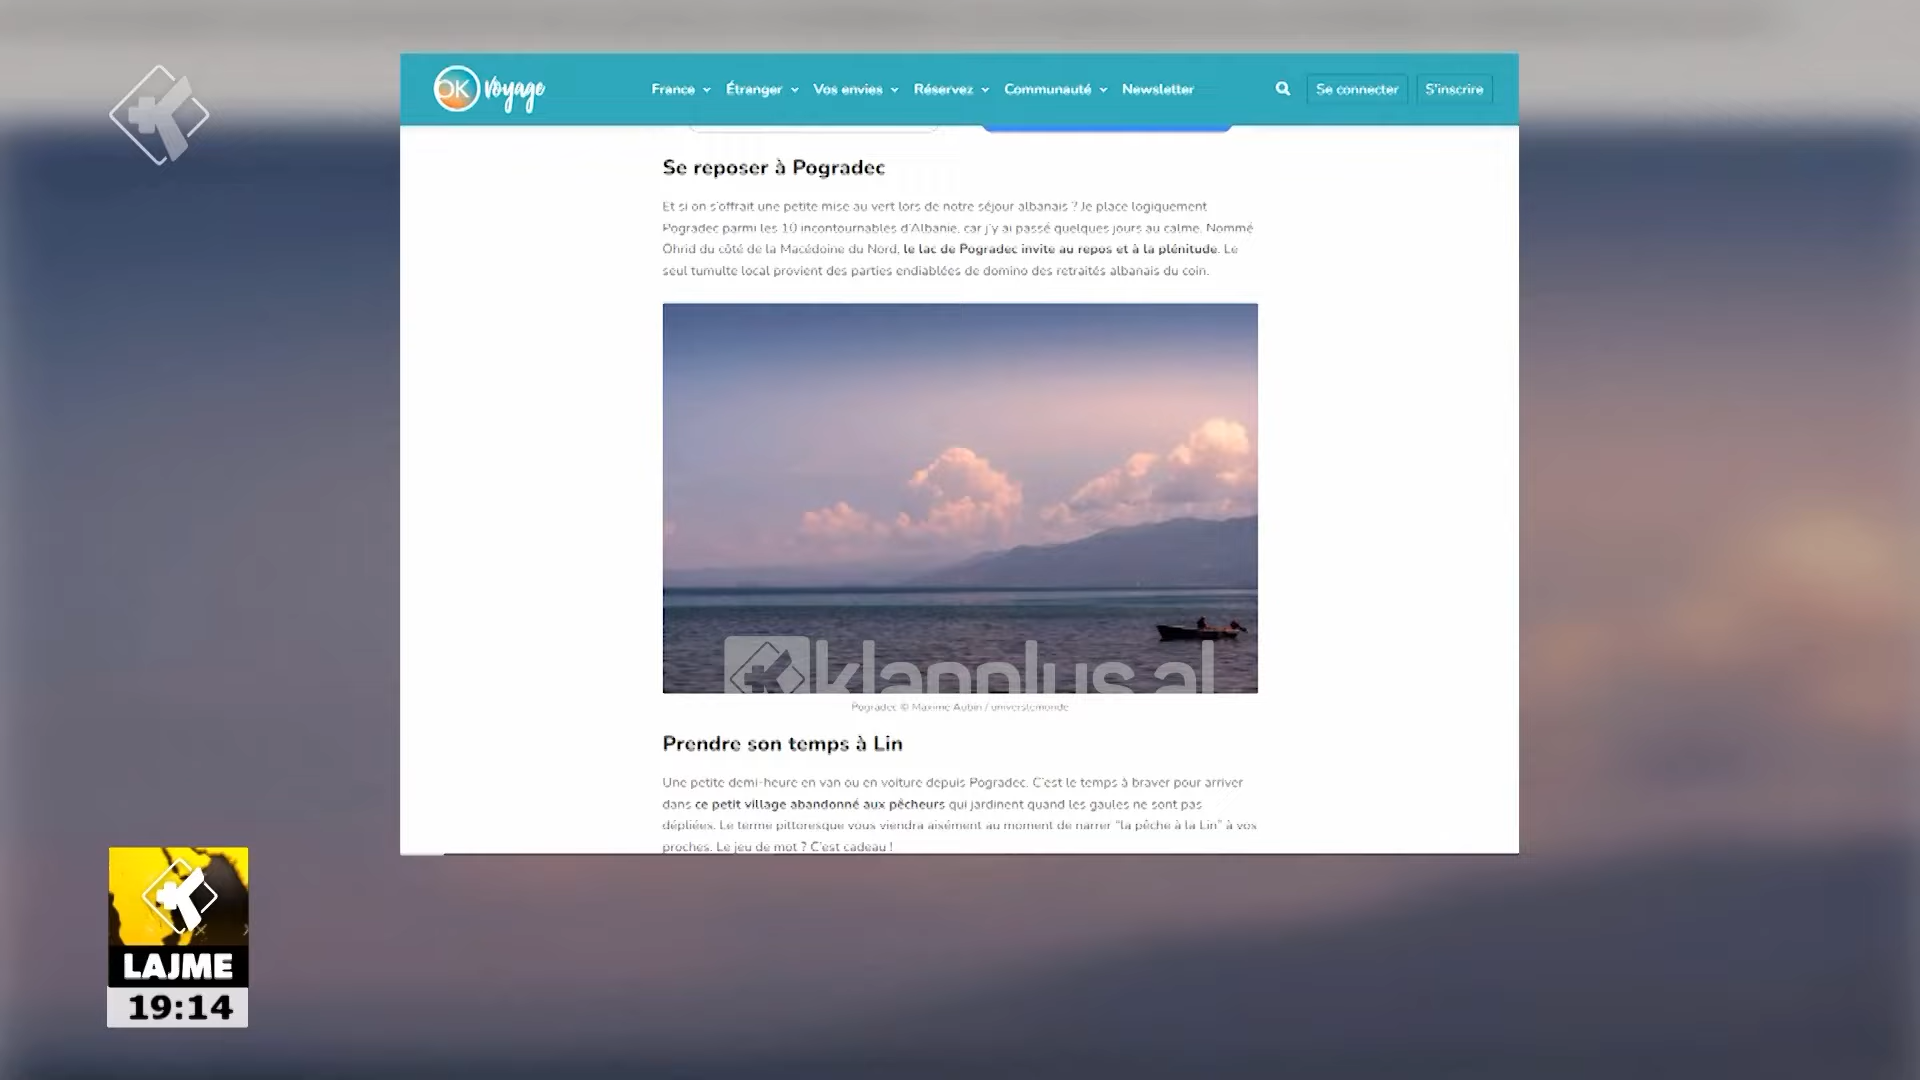 OK Voyage
France Étranger Vos envies Réservez Communauté Newsletter Se connecter S'inscrire
Se reposer à Pogradec
Et si on s'offrait une petite mise au vert lors de notre séjour albanais ? Je place logiquement
Pogradec parmi les 10 incontournables d'Albanie, car j'y ai passé quelques jours au calme. Nommé
Ohrid du côté de la Macédoine du Nord, le lac de Pogradec invite au repos et à la plénitude. Le
seul tumulte local provient des parties endiablées de domino des retraités albanais du coin.
klanplus.al
Pogradec © Maxime Aubin / universlemonde
Prendre son temps à Lin
Une petite demi-heure en van ou en voiture depuis Pogradec. C'est le temps à braver pour arriver
dans ce petit village abandonné aux pêcheurs qui jardinent quand les gaules ne sont pas
dépliées. Le terme pittoresque vous viendra aisément au moment de narrer "la pêche à la Lin" à vos
proches. Le jeu de mot ? C'est cadeau !
LAJME
19:14